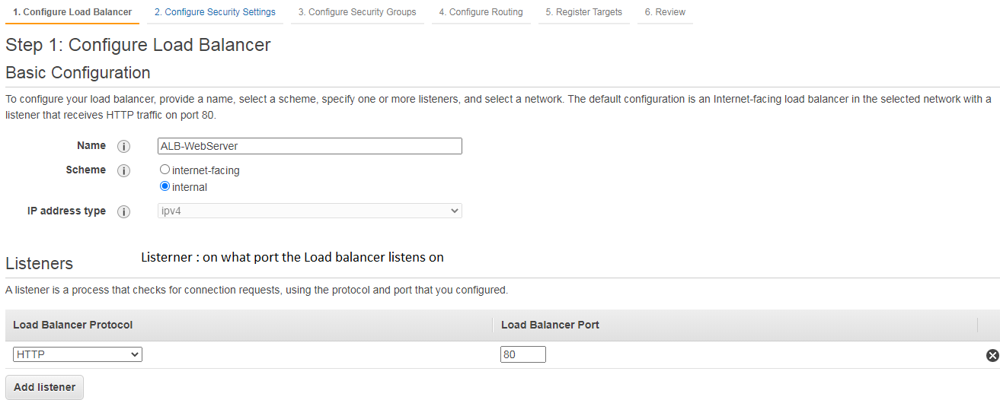 1. Configure Load Balancer 2. Configure Security Settings 3. Configure Security Groups 4. Configure Routing 5. Register Targets 6. Review
Step 1: Configure Load Balancer
Basic Configuration
To configure your load balancer, provide a name, select a scheme, specify one or more listeners, and select a network. The default configuration is an Internet-facing load balancer in the selected network with a
listener that receives HTTP traffic on port 80.
Name i ALB-WebServer
Scheme i internet-facing
internal
IP address type i ipv4
Listeners Listerner : on what port the Load balancer listens on
A listener is a process that checks for connection requests, using the protocol and port that you configured.
Load Balancer Protocol Load Balancer Port
HTTP 80
Add listener